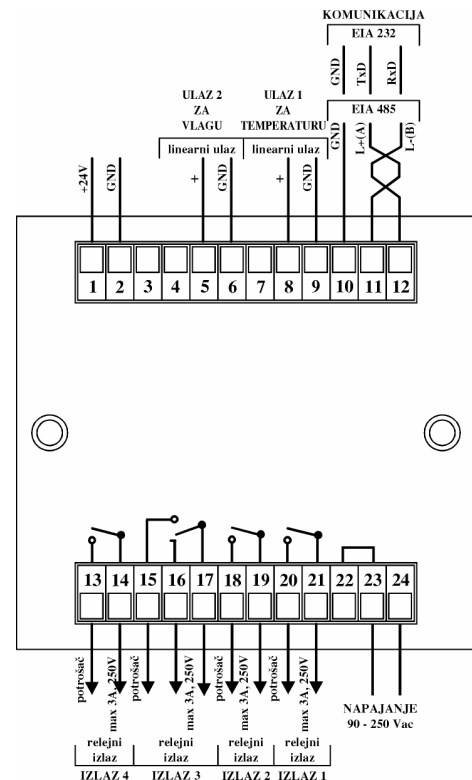 KOMUNIKACIJA
EIA 232
GND TxD RxD
ULAZ 2 ZA VLAGU
ULAZ 1 ZA TEMPERATURU
EIA 485
linearni ulaz linearni ulaz
+24V GND + GND + GND GND L+(A) L-(B)
1 2 3 4 5 6 7 8 9 10 11 12
13 14 15 16 17 18 19 20 21 22 23 24
potrošač max 3A, 250V potrošač max 3A, 250V potrošač max 3A, 250V potrošač max 3A, 250V
NAPAJANJE
90 - 250 Vac
relejni izlaz relejni izlaz relejni izlaz relejni izlaz
IZLAZ 4 IZLAZ 3 IZLAZ 2 IZLAZ 1